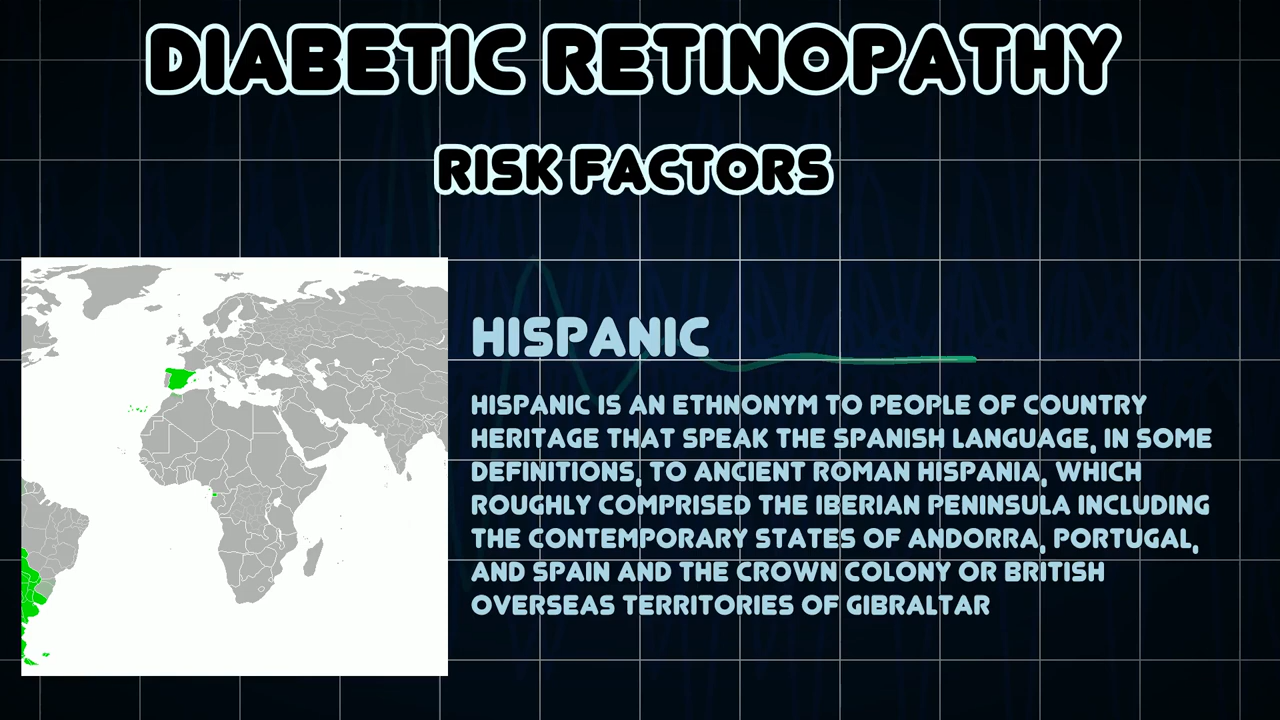 DIABETIC RETINOPATHY
RISK FACTORS
HISPANIC
HISPANIC IS AN ETHNONYM TO PEOPLE OF COUNTRY
HERITAGE THAT SPEAK THE SPANISH LANGUAGE, IN SOME
DEFINITIONS, TO ANCIENT ROMAN HISPANIA, WHICH
ROUGHLY COMPRISED THE IBERIAN PENINSULA INCLUDING
THE CONTEMPORARY STATES OF ANDORRA, PORTUGAL,
AND SPAIN AND THE CROWN COLONY OR BRITISH
OVERSEAS TERRITORIES OF GIBRALTAR